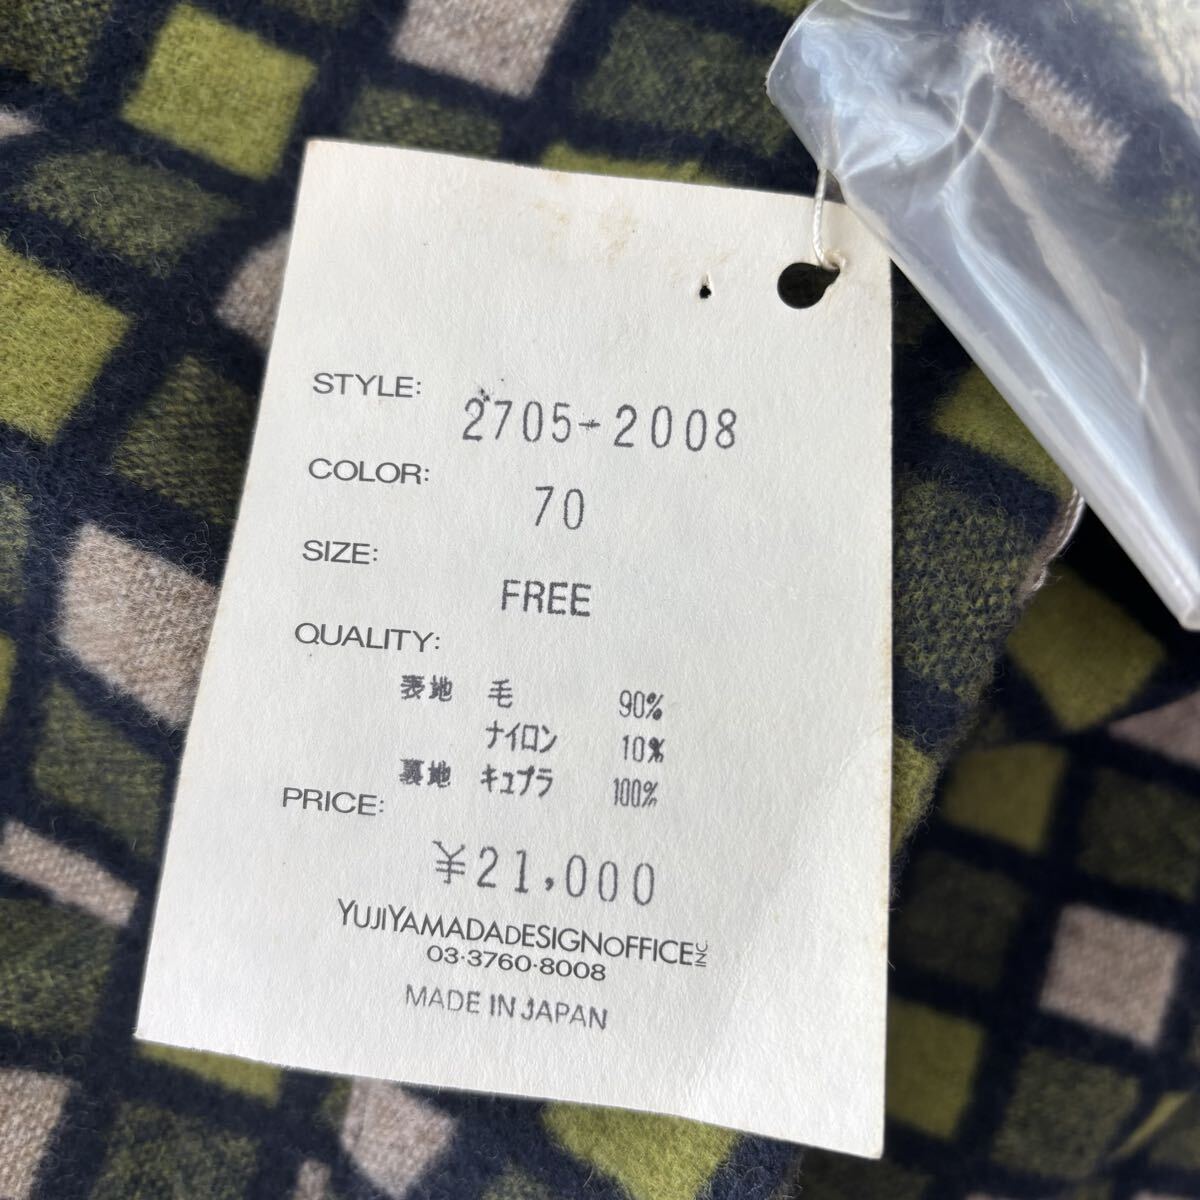 STYLE: 2705-2008
COLOR: 70
SIZE: FREE
QUALITY:
表地 毛 90%
ナイロン 10%
裏地 キュプラ 100%
PRICE:
¥21,000
YUJIYAMADADESIGNOFFICE INC
03·3760·8008
MADE IN JAPAN